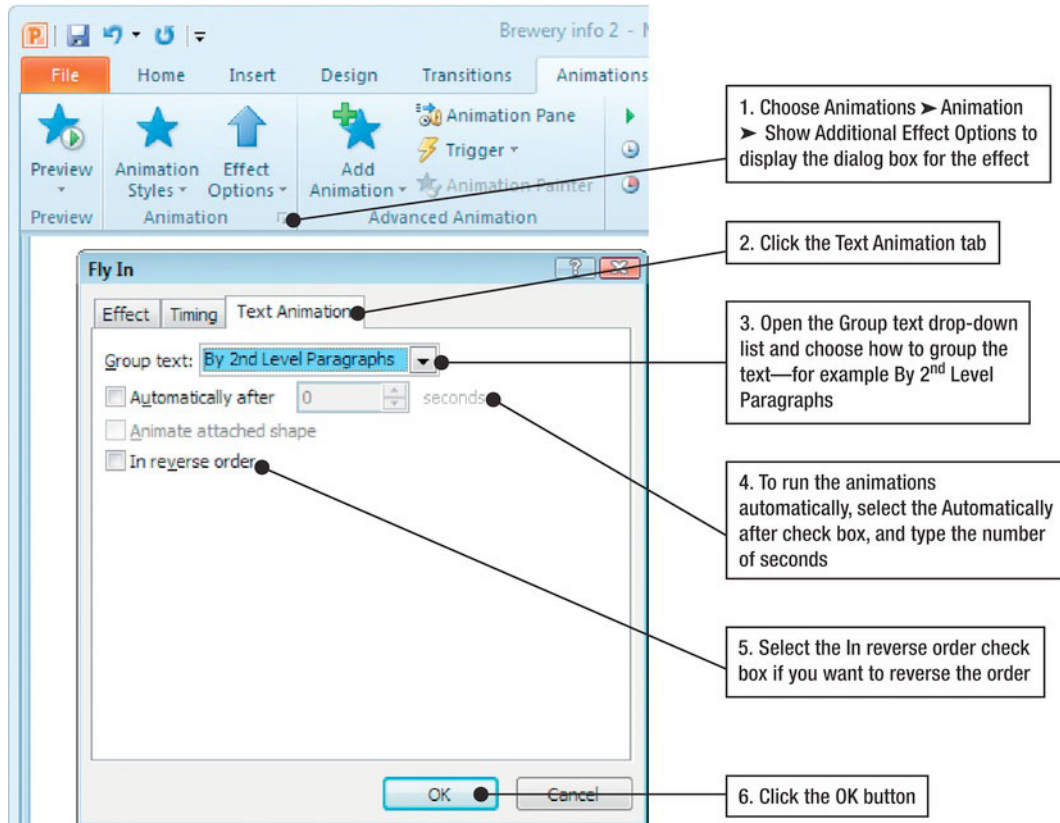 Brewery info 2 -
File Home Insert Design Transitions Animations
Preview
Animation Styles
Effect Options
Add Animation
Animation Pane
Trigger
Animation Painter
Preview Animation Advanced Animation
Fly In
Effect Timing Text Animation
Group text: By 2nd Level Paragraphs
Automatically after 0 seconds
Animate attached shape
In reverse order
OK Cancel
1. Choose Animations ➤ Animation
➤ Show Additional Effect Options to
display the dialog box for the effect
2. Click the Text Animation tab
3. Open the Group text drop-down
list and choose how to group the
text—for example By 2nd Level
Paragraphs
4. To run the animations
automatically, select the Automatically
after check box, and type the number
of seconds
5. Select the In reverse order check
box if you want to reverse the order
6. Click the OK button